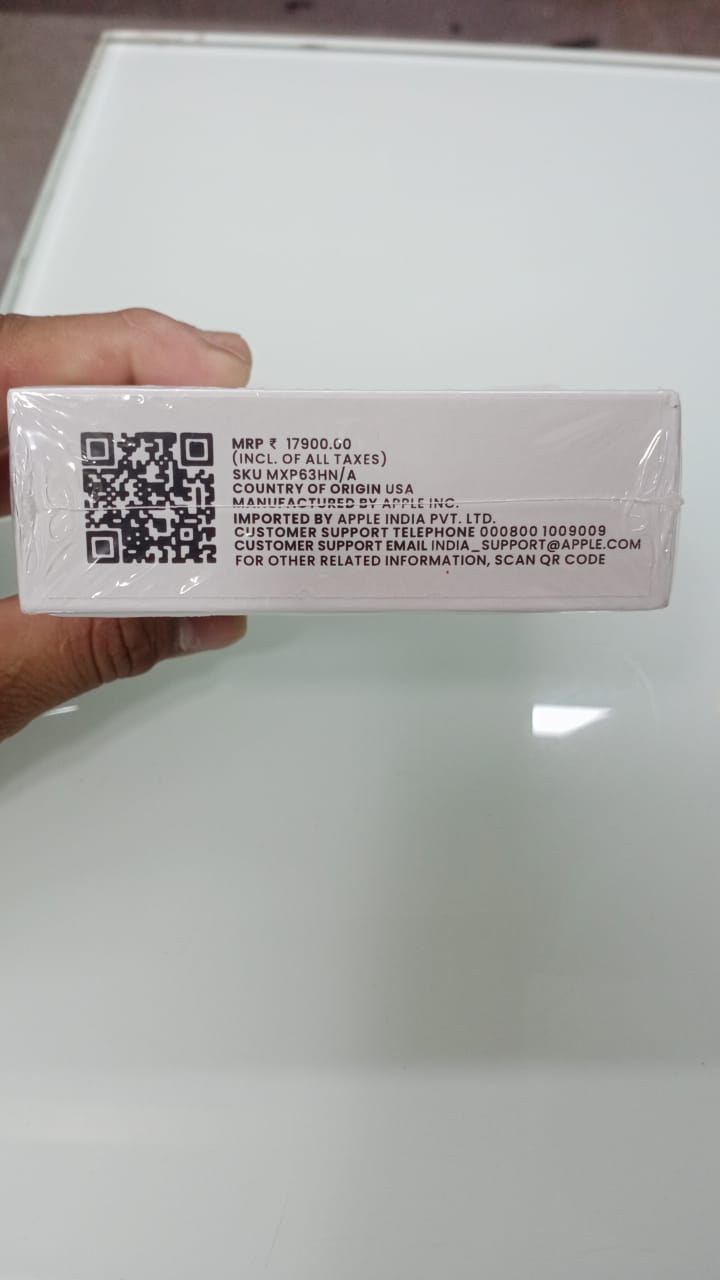 MRP ₹ 17900.00
(INCL. OF ALL TAXES)
SKU MXP63HN/A
COUNTRY OF ORIGIN USA
MANUFACTURED BY APPLE INC.
IMPORTED BY APPLE INDIA PVT. LTD.
CUSTOMER SUPPORT TELEPHONE 000800 1009009
CUSTOMER SUPPORT EMAIL INDIA_SUPPORT@APPLE.COM
FOR OTHER RELATED INFORMATION, SCAN QR CODE